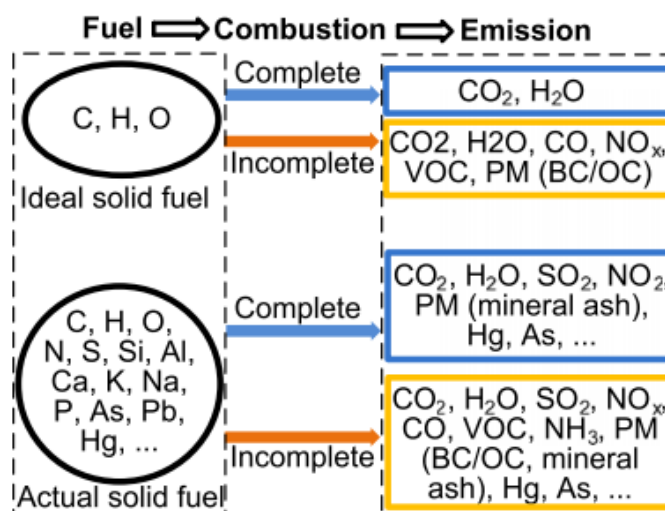 Fuel ⇨ Combustion ⇨ Emission
Complete
CO₂, H₂O
C, H, O
Incomplete
CO2, H2O, CO, NOₓ,
VOC, PM (BC/OC)
Ideal solid fuel
Complete
CO₂, H₂O, SO₂, NO₂,
PM (mineral ash),
Hg, As, ...
C, H, O,
N, S, Si, Al,
Ca, K, Na,
P, As, Pb,
Hg, ...
Incomplete
CO₂, H₂O, SO₂, NOₓ,
CO, VOC, NH₃, PM
(BC/OC, mineral
ash), Hg, As, ...
Actual solid fuel